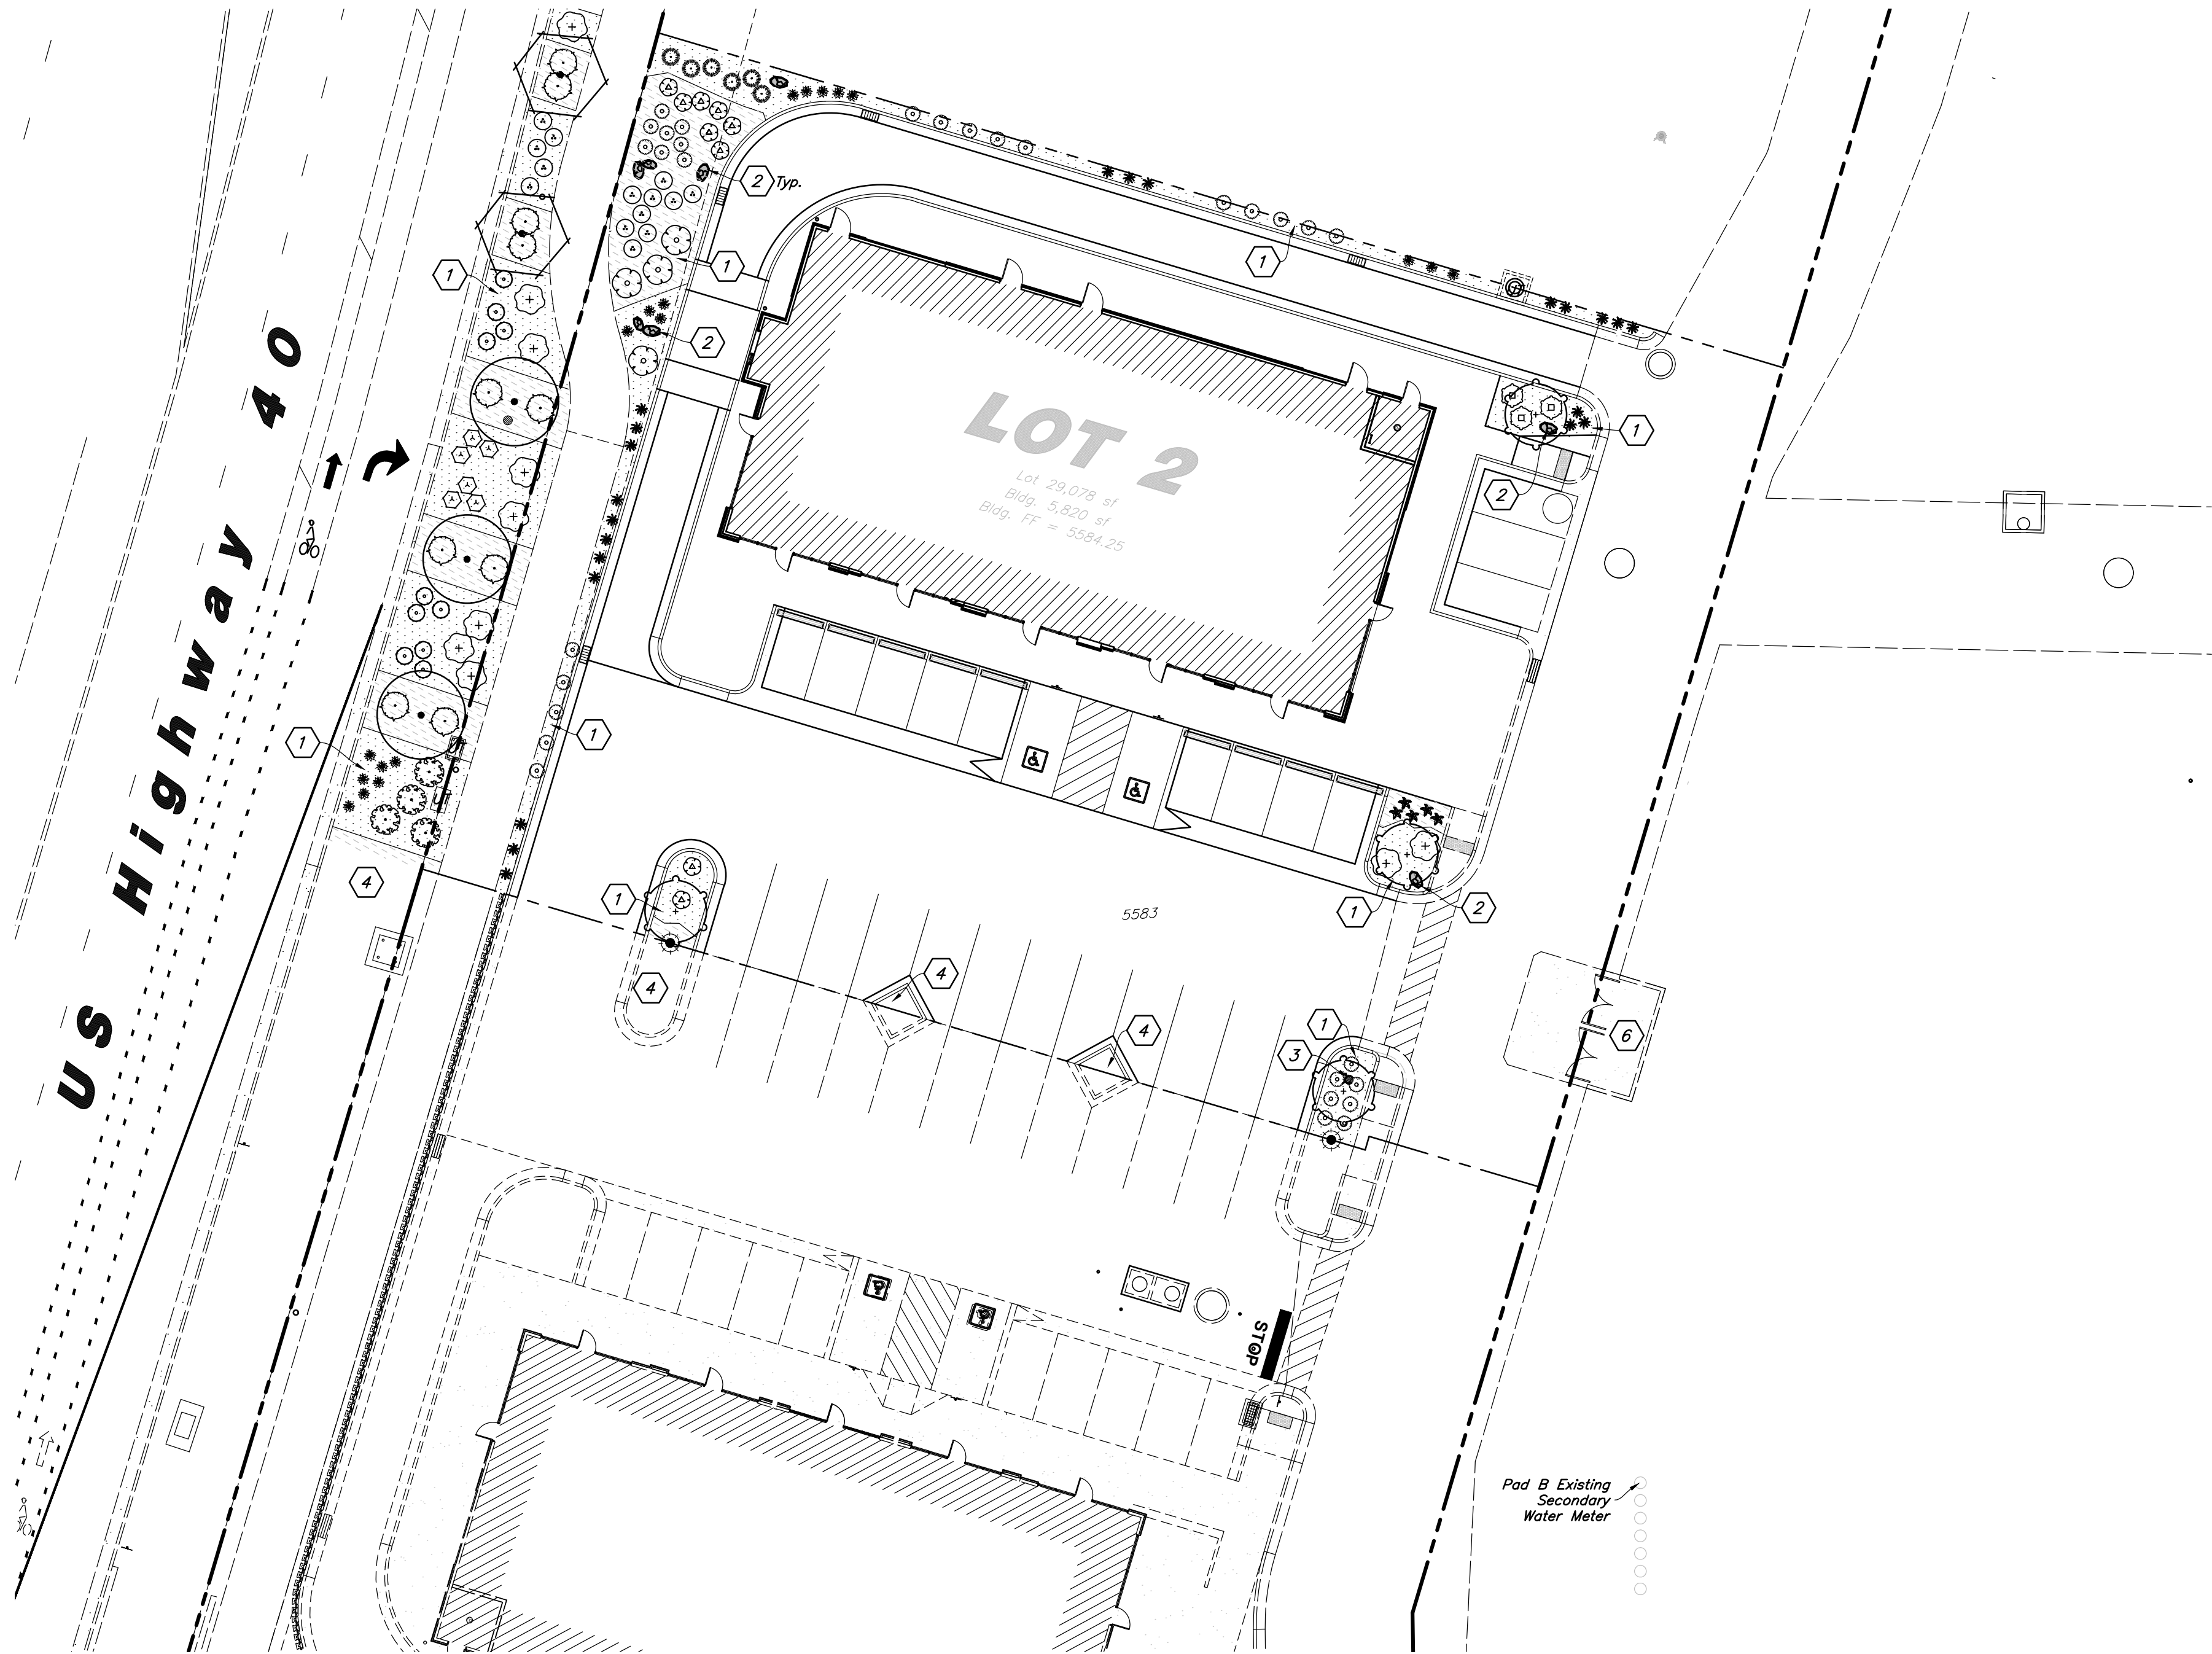 2 Typ.
1
1
1
2
LOT 2
Lot 29,078 sf
Bldg. 5,820 sf
Bldg. FF = 5584.25
1
2
US Highway 40
1
1
4
1
5583
1
2
4
4
4
1
3
6
STOP
Pad B Existing
Secondary
Water Meter